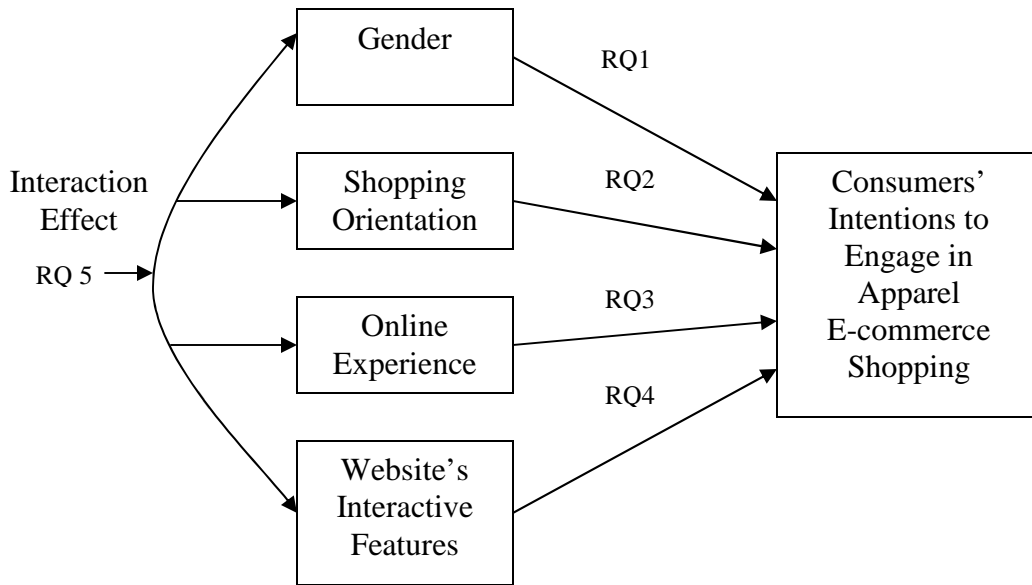 Gender
RQ1
Interaction
Effect
RQ 5
Shopping
Orientation
RQ2
Consumers’
Intentions to
Engage in
Apparel
E-commerce
Shopping
Online
Experience
RQ3
Website’s
Interactive
Features
RQ4